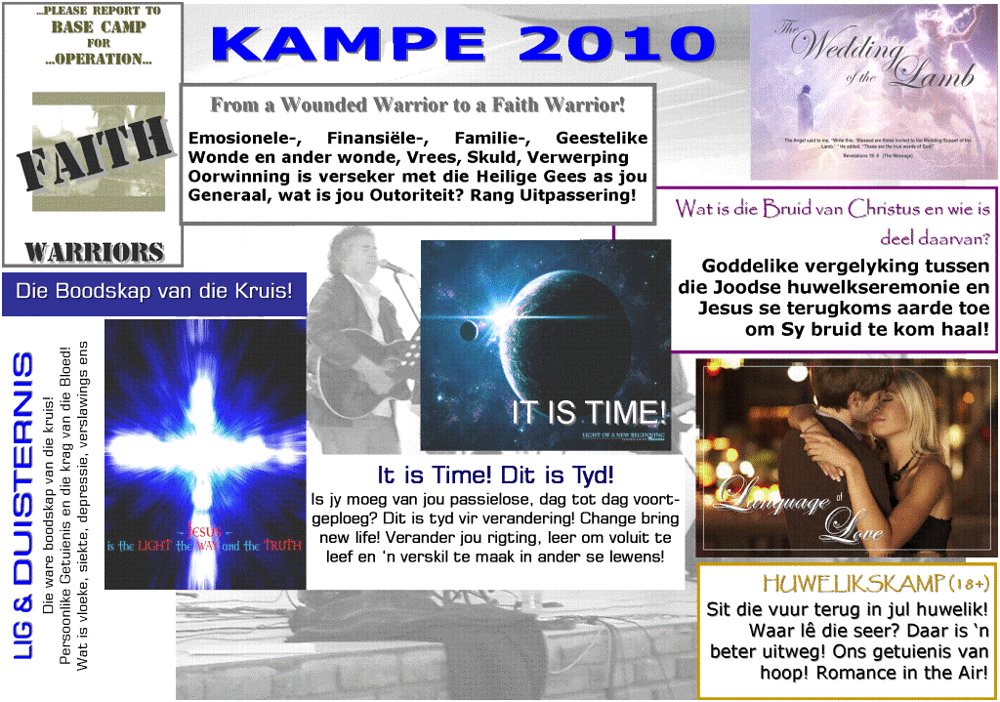 ...PLEASE REPORT TO
BASE CAMP
FOR
...OPERATION...
FAITH
WARRIORS
KAMPE 2010
From a Wounded Warrior to a Faith Warrior!
Emosionele-, Finansiële-, Familie-, Geestelike
Wonde en ander wonde, Vrees, Skuld, Verwerping
Oorwinning is verseker met die Heilige Gees as jou
Generaal, wat is jou Outoriteit? Rang Uitpassering!
The Wedding
of the Lamb
The Angel said to me, "Write this: 'Blessed are those invited to the Wedding Supper of the
Lamb.'" He added, "These are the true words of God!"
Revelations 19: 9 (The Message).
Wat is die Bruid van Christus en wie is
deel daarvan?
Goddelike vergelyking tussen
die Joodse huwelkseremonie en
Jesus se terugkoms aarde toe
om Sy bruid te kom haal!
Die Boodskap van die Kruis!
LIG & DUISTERNIS
Die ware boodskap van die kruis!
Persoonlike Getuienis en die krag van die Bloed!
Wat is vloeke, siekte, depressie, verslawings ens
~ JESUS ~
is the LIGHT the WAY and the TRUTH
IT IS TIME!
LIGHT OF A NEW BEGINNING
It is Time! Dit is Tyd!
Is jy moeg van jou passielose, dag tot dag voort-
geploeg? Dit is tyd vir verandering! Change bring
new life! Verander jou rigting, leer om voluit te
leef en ‘n verskil te maak in ander se lewens!
Language of
Love
HUWELIKSKAMP (18+)
Sit die vuur terug in jul huwelik!
Waar lê die seer? Daar is ‘n
beter uitweg! Ons getuienis van
hoop! Romance in the Air!